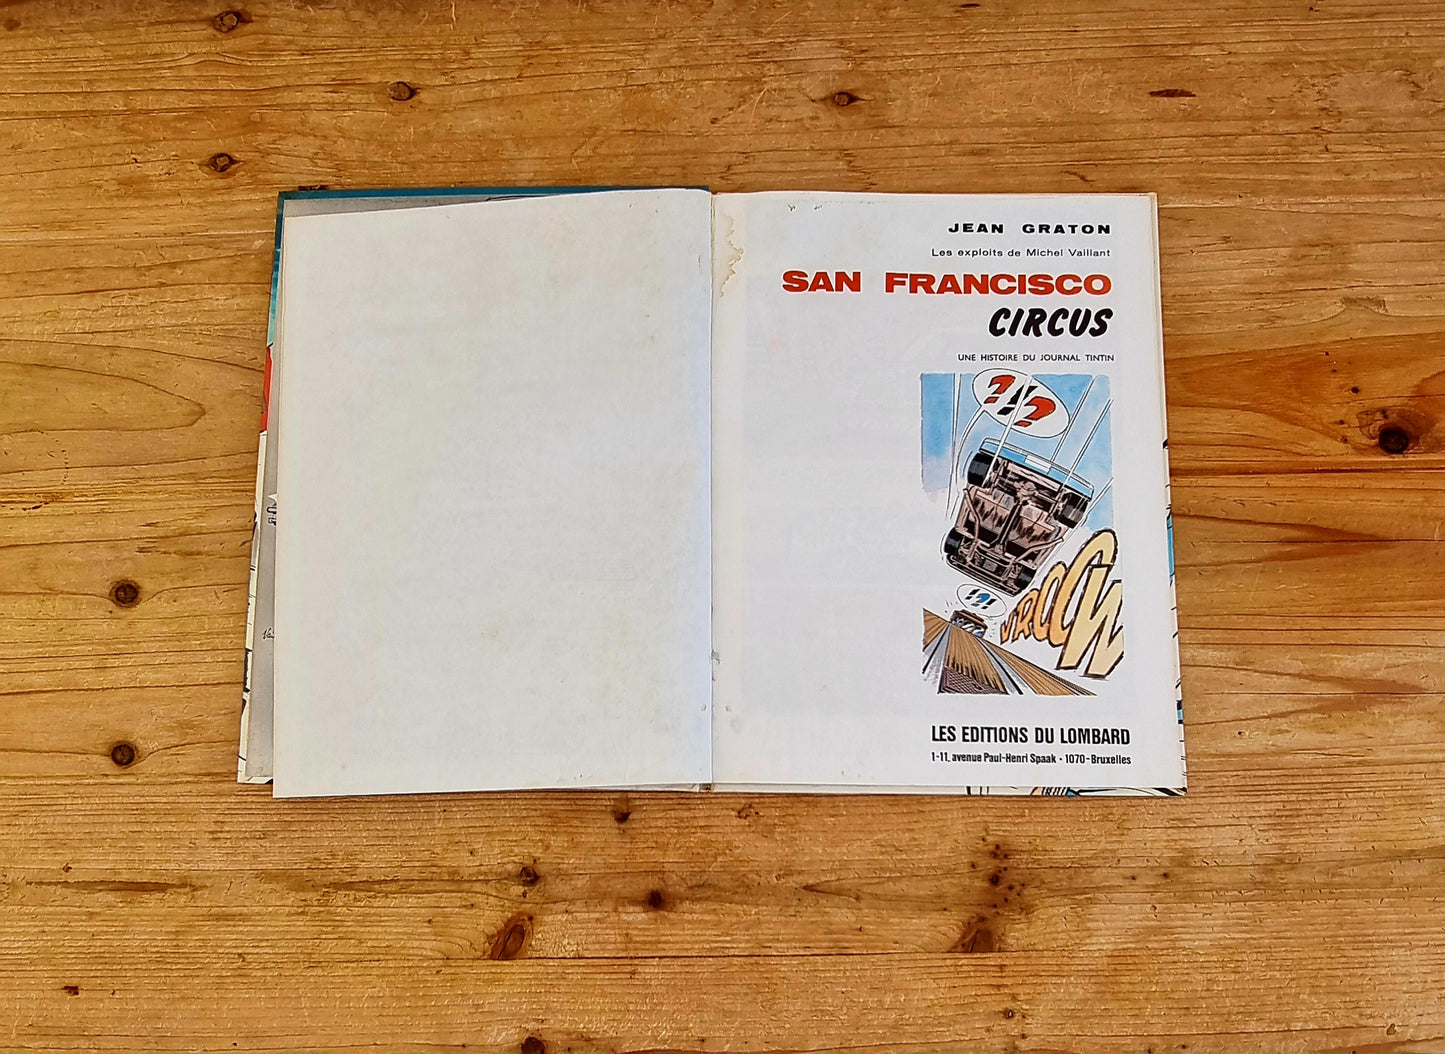 JEAN GRATON
Les exploits de Michel Vaillant
SAN FRANCISCO
CIRCUS
UNE HISTOIRE DU JOURNAL TINTIN
?!?
!?!
VROOM
LES EDITIONS DU LOMBARD
1-11, avenue Paul-Henri Spaak • 1070-Bruxelles